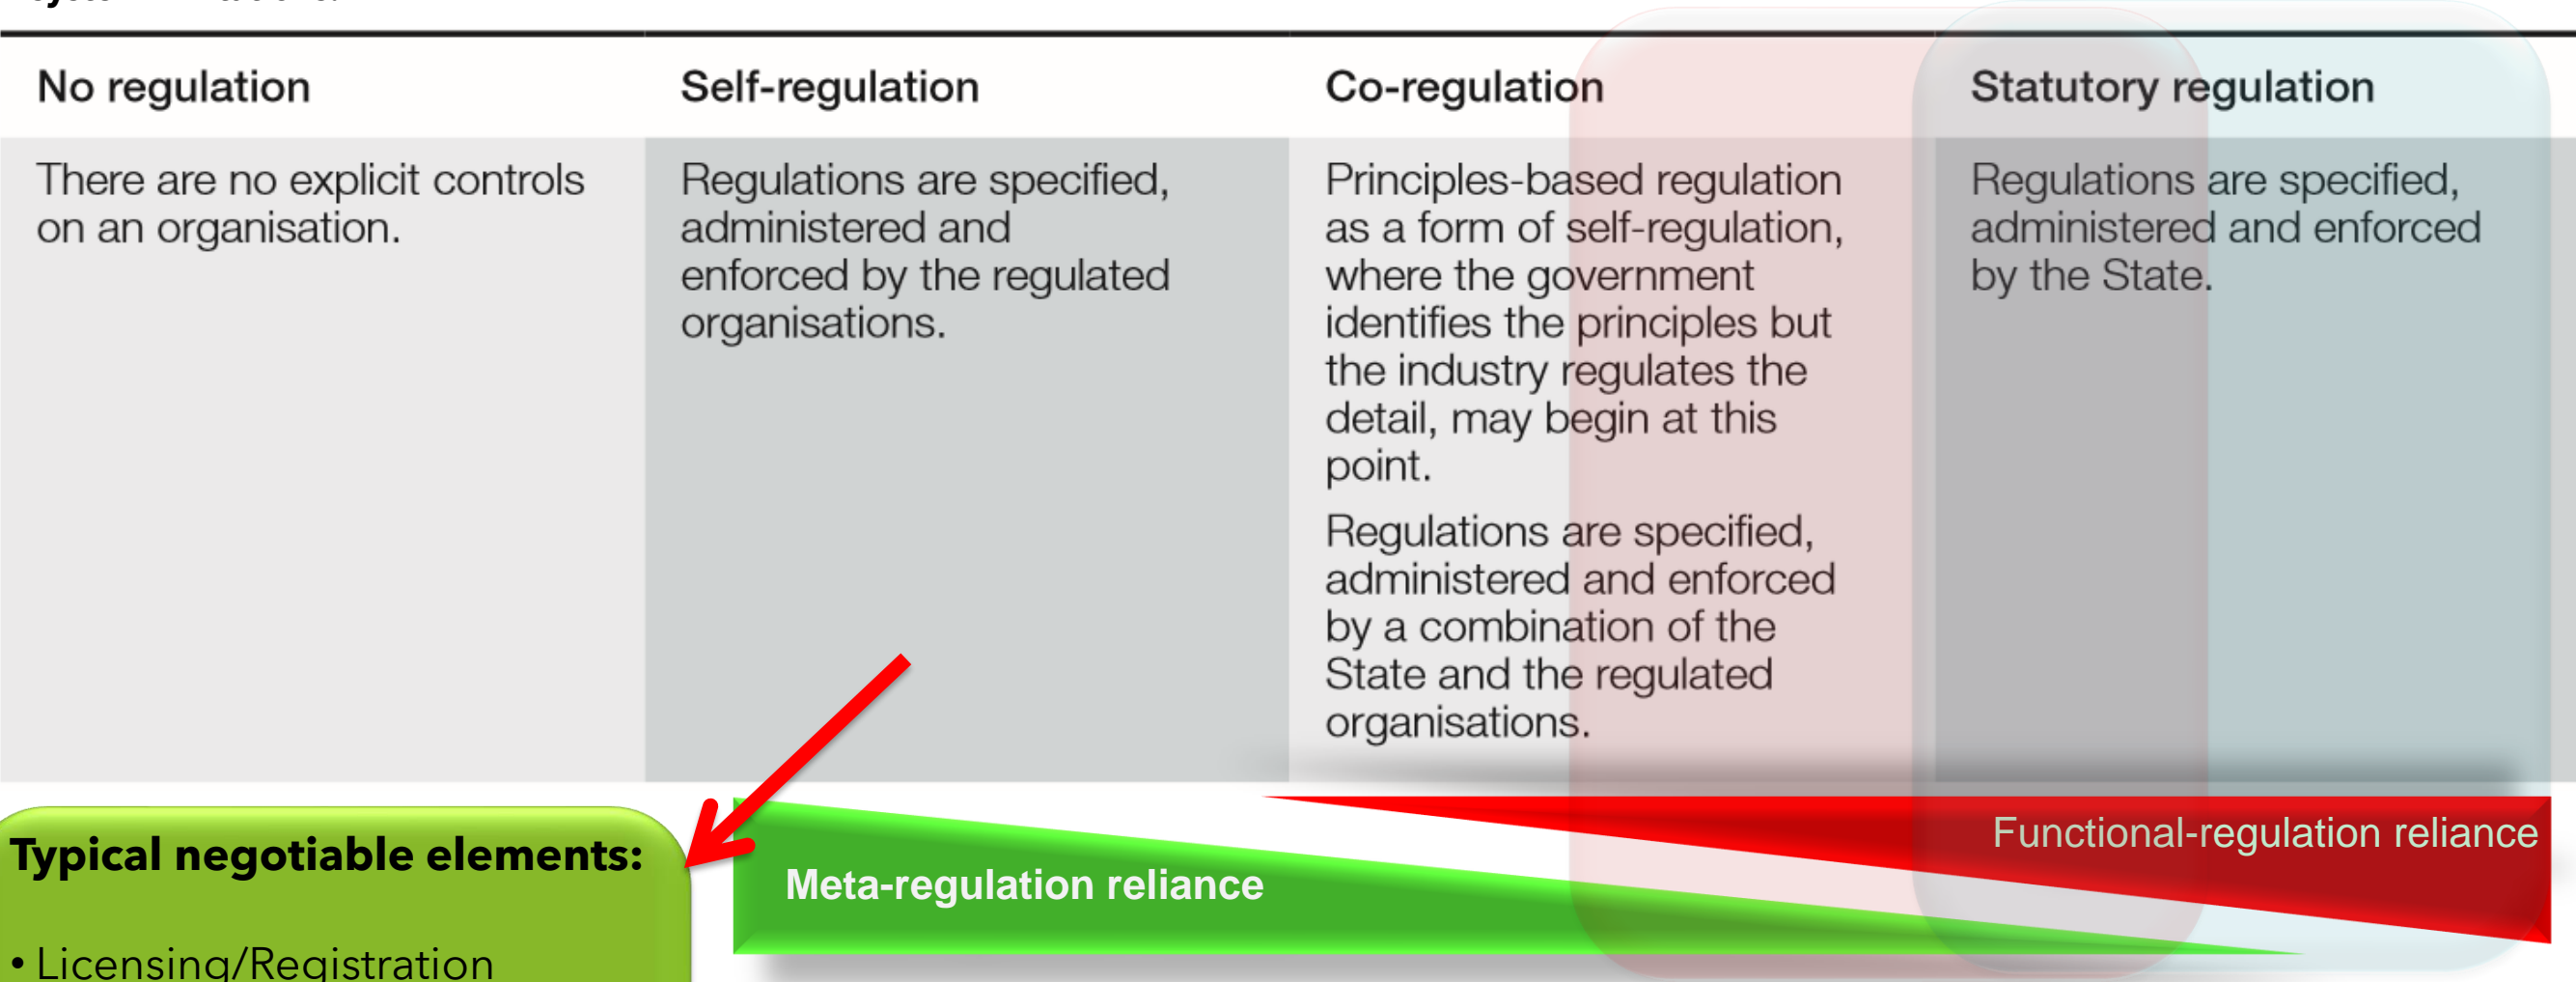 No regulation
Self-regulation
Co-regulation
Statutory regulation
There are no explicit controls
on an organisation.
Regulations are specified,
administered and
enforced by the regulated
organisations.
Principles-based regulation
as a form of self-regulation,
where the government
identifies the principles but
the industry regulates the
detail, may begin at this
point.
Regulations are specified,
administered and enforced
by a combination of the
State and the regulated
organisations.
Regulations are specified,
administered and enforced
by the State.
Functional-regulation reliance
Typical negotiable elements:
Meta-regulation reliance
• Licensing/Registration